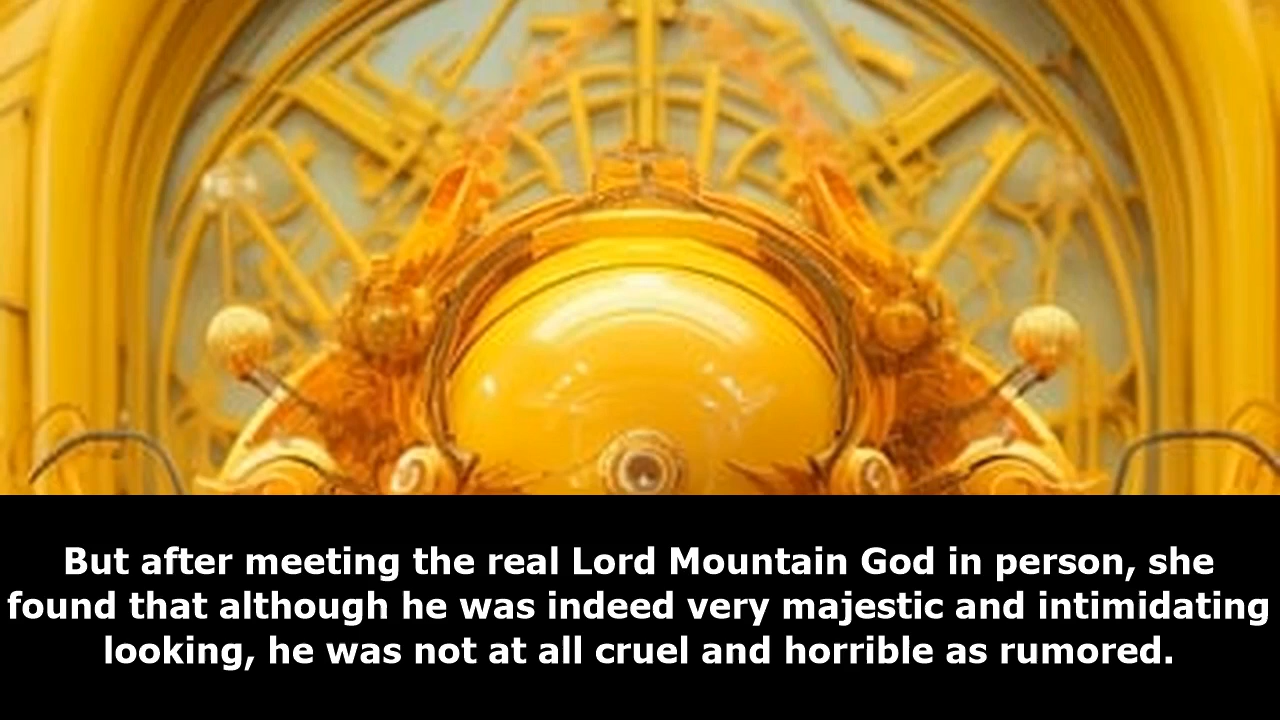 But after meeting the real Lord Mountain God in person, she
found that although he was indeed very majestic and intimidating
looking, he was not at all cruel and horrible as rumored.